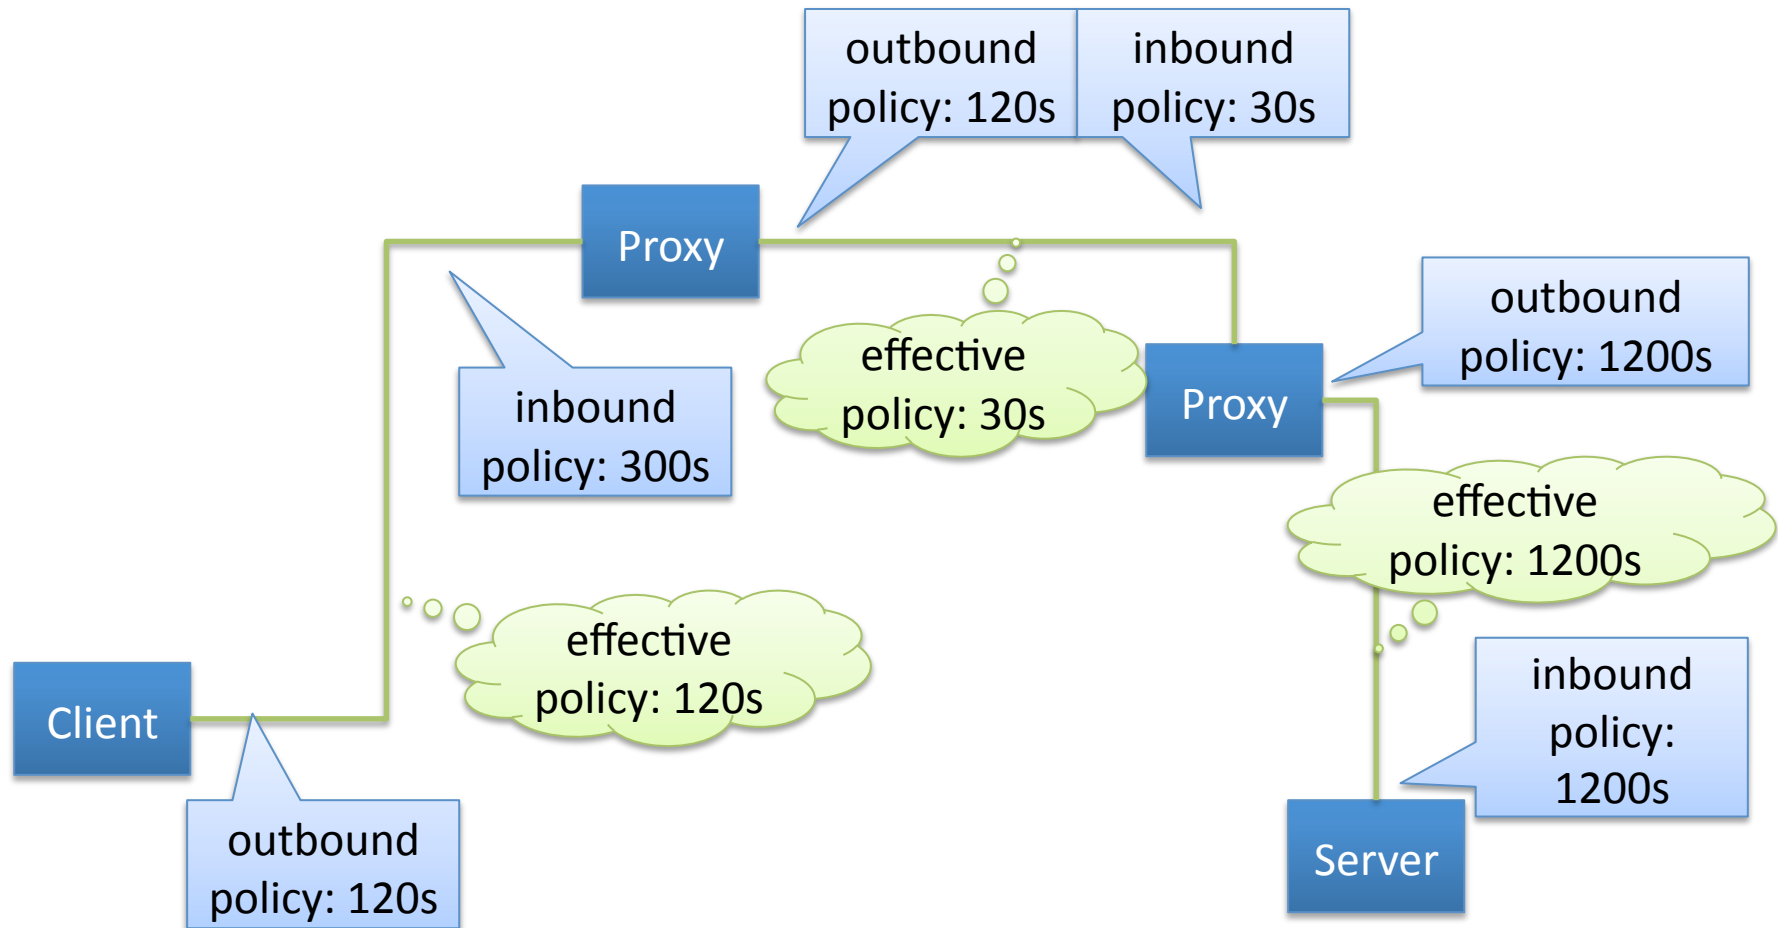 outbound
policy: 120s
inbound
policy: 30s
Proxy
outbound
policy: 1200s
effective
policy: 30s
Proxy
inbound
policy: 300s
effective
policy: 1200s
effective
policy: 120s
Client
inbound
policy:
1200s
outbound
policy: 120s
Server